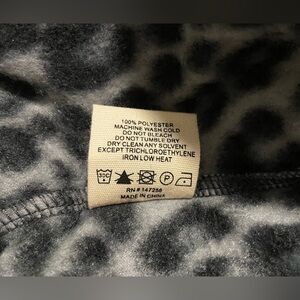 100% POLYESTER
MACHINE WASH COLD
DO NOT BLEACH
DO NOT TUMBLE DRY
DRY CLEAN ANY SOLVENT
EXCEPT TRICHLOROETHYLENE
IRON LOW HEAT
P
RN # 147256
MADE IN CHINA